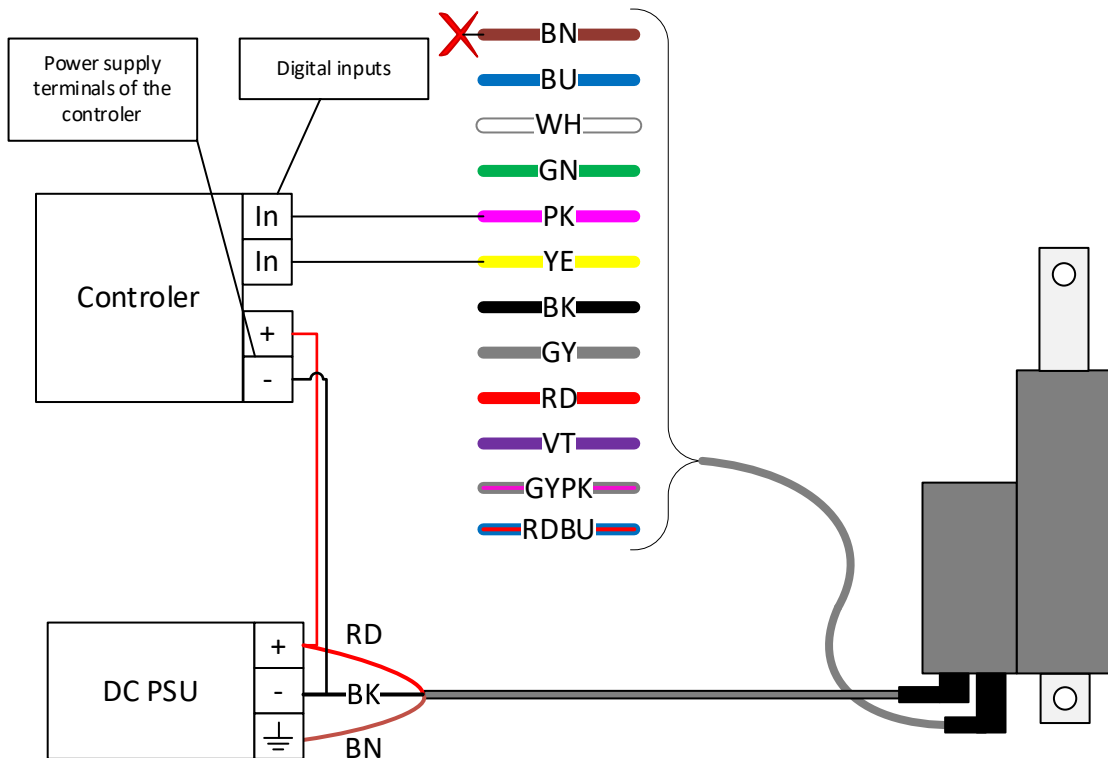 Power supply
terminals of the
controler
Digital inputs
BN
BU
WH
GN
PK
YE
BK
GY
RD
VT
GYPK
RDBU
In
In
Controler
+
-
DC PSU
+
-
RD
BK
BN